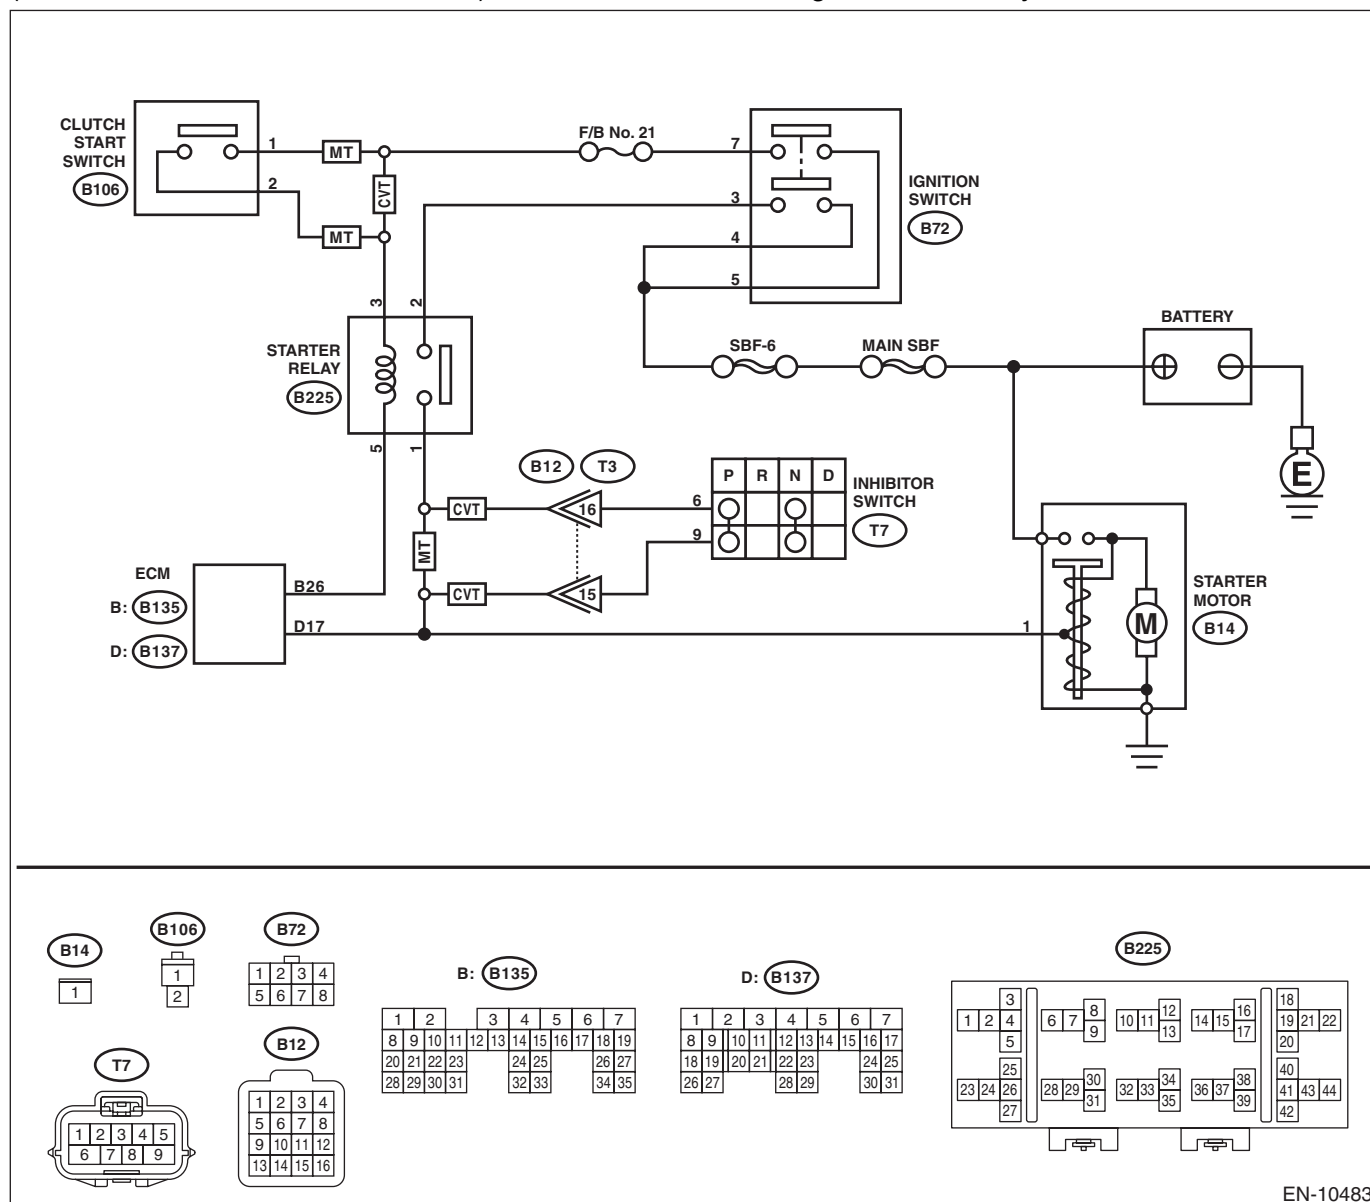 CLUTCH
START
SWITCH
B106
1
2
MT
MT
CVT
F/B No. 21
7
3
4
5
IGNITION
SWITCH
B72
3
2
STARTER
RELAY
B225
5
1
SBF-6
MAIN SBF
BATTERY
E
B12
T3
CVT
16
6
9
P R N D
INHIBITOR
SWITCH
T7
MT
CVT
15
ECM
B: B135
D: B137
B26
D17
1
M
STARTER
MOTOR
B14
B14
1
B106
1
2
B72
1 2 3 4
5 6 7 8
T7
1 2 3 4 5
6 7 8 9
B12
1 2 3 4
5 6 7 8
9 10 11 12
13 14 15 16
B: B135
1 2 3 4 5 6 7
8 9 10 11 12 13 14 15 16 17 18 19
20 21 22 23 24 25 26 27
28 29 30 31 32 33 34 35
D: B137
1 2 3 4 5 6 7
8 9 10 11 12 13 14 15 16 17
18 19 20 21 22 23 24 25
26 27 28 29 30 31
B225
3 8 12 16 18
1 2 4 6 7 10 11 14 15 19 21 22
5 9 13 17 20
25 30 34 38 40
23 24 26 28 29 32 33 36 37 41 43 44
27 31 35 39 42
EN-10483